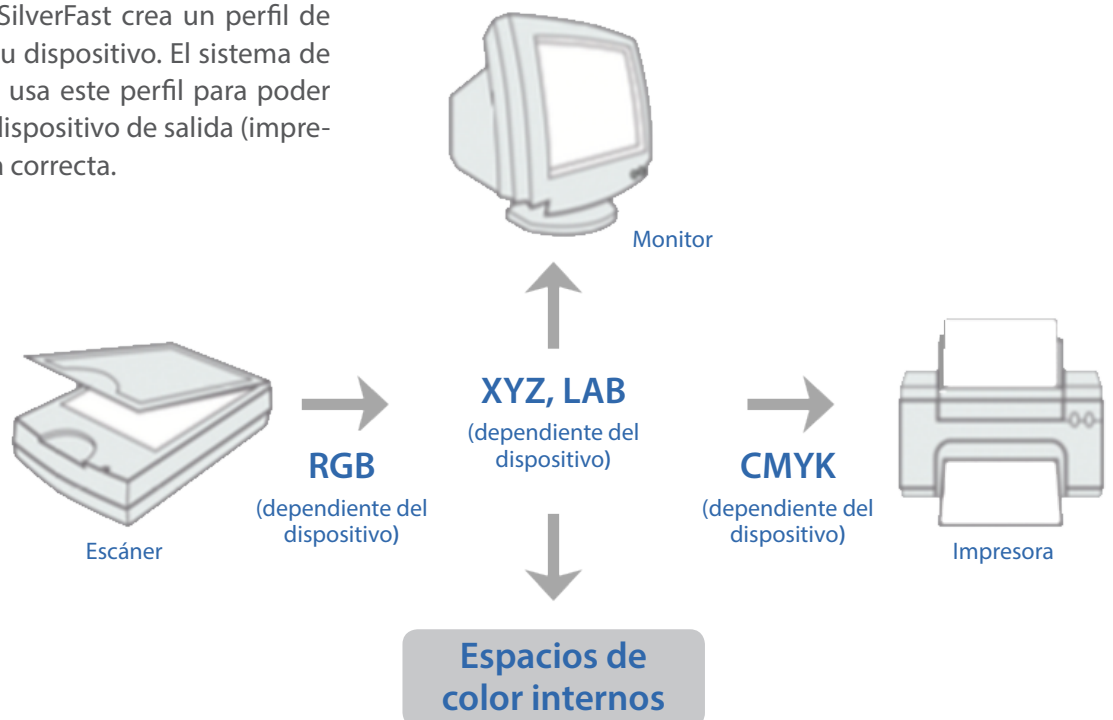 SilverFast crea un perfil de
u dispositivo. El sistema de
usa este perfil para poder
dispositivo de salida (impre-
correcta.
Monitor
XYZ, LAB
(dependiente del
dispositivo)
RGB
(dependiente del
dispositivo)
CMYK
(dependiente del
dispositivo)
Escáner
Impresora
Espacios de
color internos